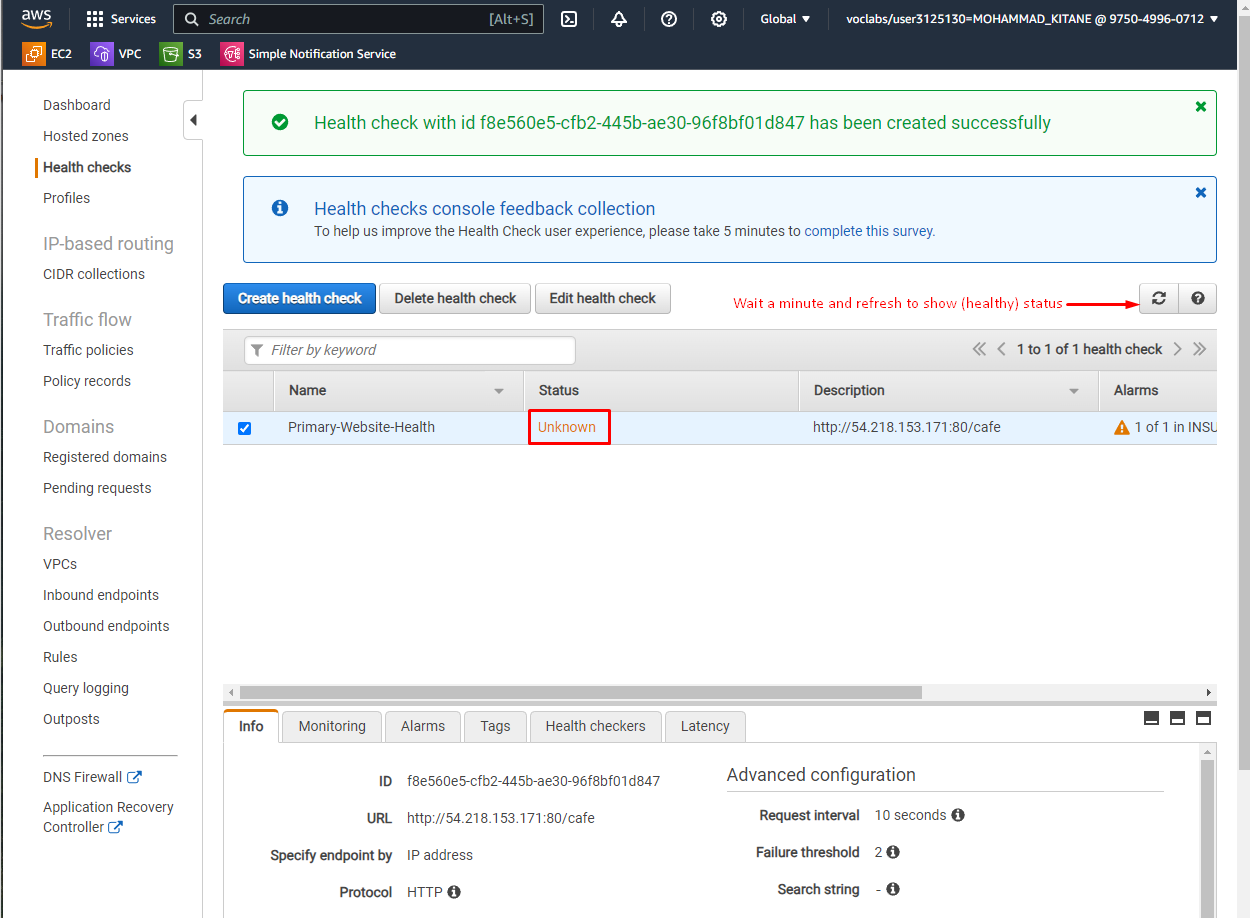 aws
Services
Search [Alt+S]
Global ▼
voclabs/user3125130=MOHAMMAD_KITANE @ 9750-4996-0712 ▼
EC2
VPC
S3
Simple Notification Service
Dashboard
Hosted zones
Health checks
Profiles
IP-based routing
CIDR collections
Traffic flow
Traffic policies
Policy records
Domains
Registered domains
Pending requests
Resolver
VPCs
Inbound endpoints
Outbound endpoints
Rules
Query logging
Outposts
DNS Firewall
Application Recovery
Controller
Health check with id f8e560e5-cfb2-445b-ae30-96f8bf01d847 has been created successfully
Health checks console feedback collection
To help us improve the Health Check user experience, please take 5 minutes to complete this survey.
Create health check
Delete health check
Edit health check
Wait a minute and refresh to show (healthy) status
Filter by keyword
1 to 1 of 1 health check
Name
Status
Description
Alarms
Primary-Website-Health
Unknown
http://54.218.153.171:80/cafe
1 of 1 in INSU
Info
Monitoring
Alarms
Tags
Health checkers
Latency
ID f8e560e5-cfb2-445b-ae30-96f8bf01d847
URL http://54.218.153.171:80/cafe
Specify endpoint by IP address
Protocol HTTP
Advanced configuration
Request interval 10 seconds
Failure threshold 2
Search string -